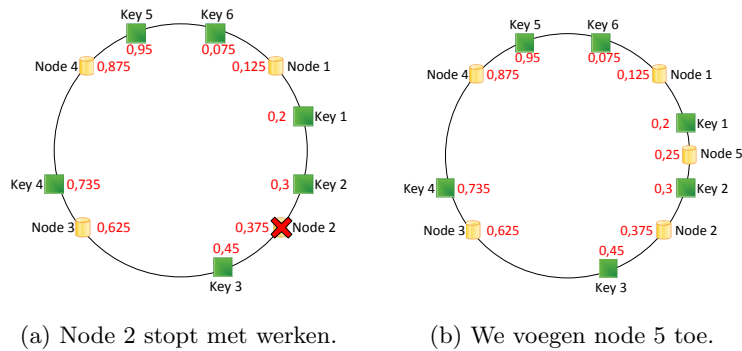 Key 5
Key 6
0,95
0,075
Node 4
0,875
0,125
Node 1
0,2
Key 1
0,3
Key 2
Key 4
0,735
Node 3
0,625
0,375
Node 2
0,45
Key 3
(a) Node 2 stopt met werken.
Key 5
Key 6
0,95
0,075
Node 4
0,875
0,125
Node 1
0,2
Key 1
0,25
Node 5
0,3
Key 2
Key 4
0,735
Node 3
0,625
0,375
Node 2
0,45
Key 3
(b) We voegen node 5 toe.